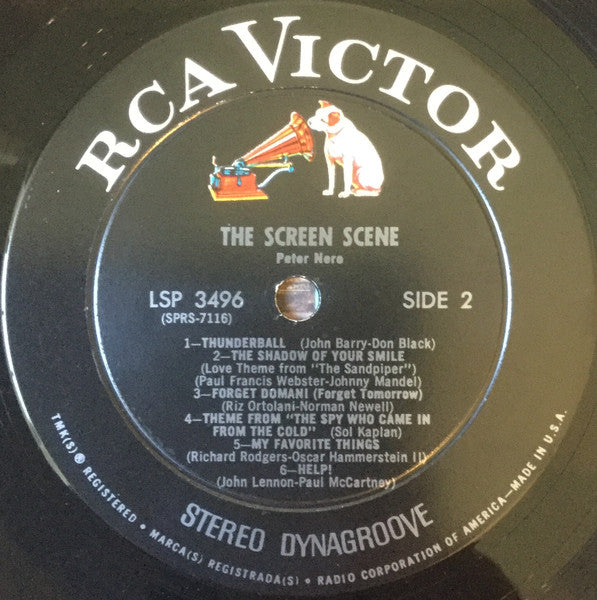 RCA VICTOR
THE SCREEN SCENE
Peter Nero
LSP 3496 SIDE 2
(SPRS-7116)
1—THUNDERBALL (John Barry-Don Black)
2—THE SHADOW OF YOUR SMILE
(Love Theme from "The Sandpiper")
(Paul Francis Webster-Johnny Mandel)
3—FORGET DOMANI (Forget Tomorrow)
(Riz Ortolani-Norman Newell)
4—THEME FROM "THE SPY WHO CAME IN
FROM THE COLD" (Sol Kaplan)
5—MY FAVORITE THINGS
(Richard Rodgers-Oscar Hammerstein II)
6—HELP!
(John Lennon-Paul McCartney)
STEREO DYNAGROOVE
TMK(S) ® REGISTERED • MARCA(S) REGISTRADA(S) • RADIO CORPORATION OF AMERICA—MADE IN U.S.A.